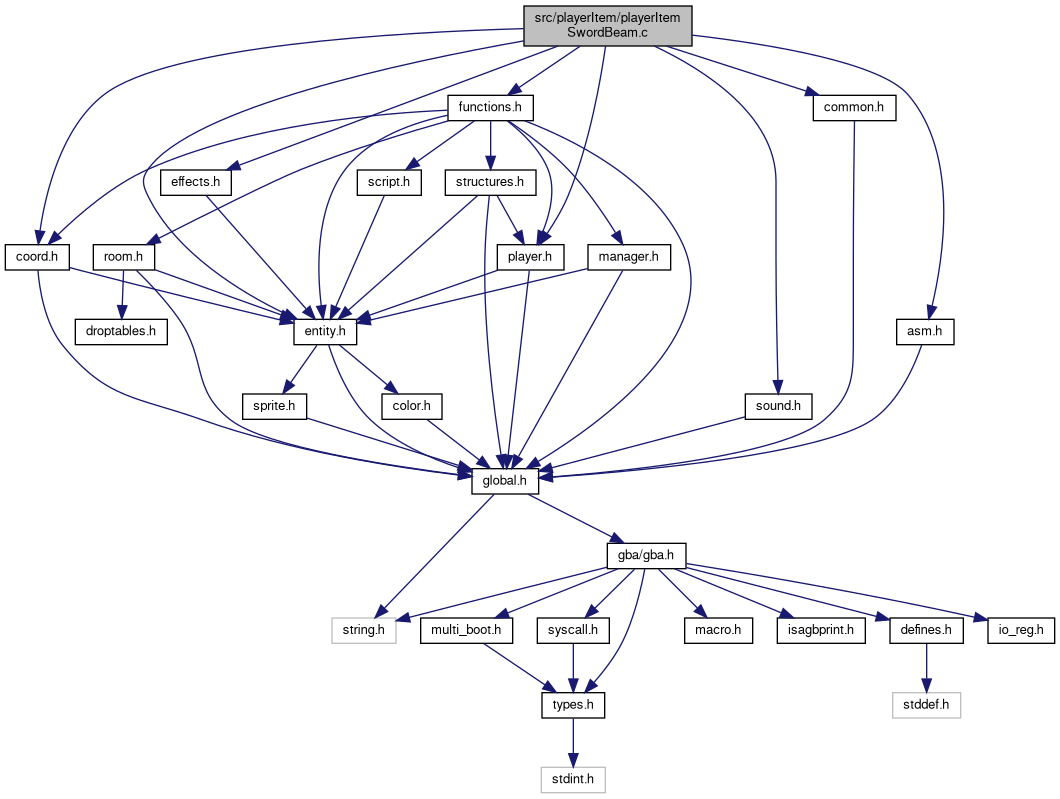 src/playerItem/playerItem
SwordBeam.c
functions.h
common.h
effects.h
script.h
structures.h
coord.h
room.h
player.h
manager.h
droptables.h
entity.h
asm.h
sprite.h
color.h
sound.h
global.h
gba/gba.h
string.h
multi_boot.h
syscall.h
macro.h
isagbprint.h
defines.h
io_reg.h
types.h
stddef.h
stdint.h